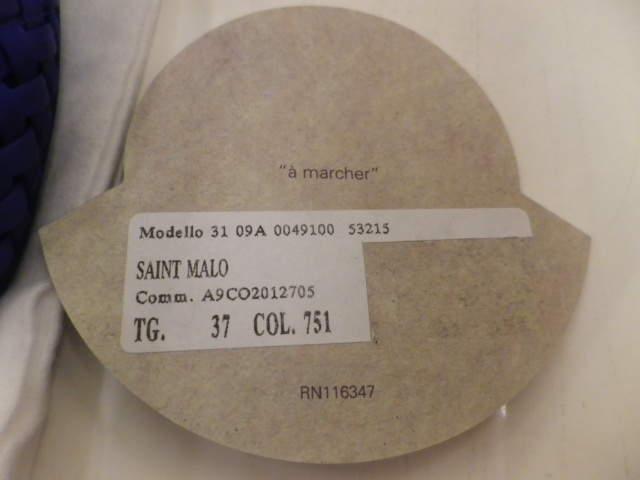 "à marcher"
Modello 31 09A 0049100 53215
SAINT MALO
Comm. A9CO2012705
TG. 37 COL. 751
RN116347